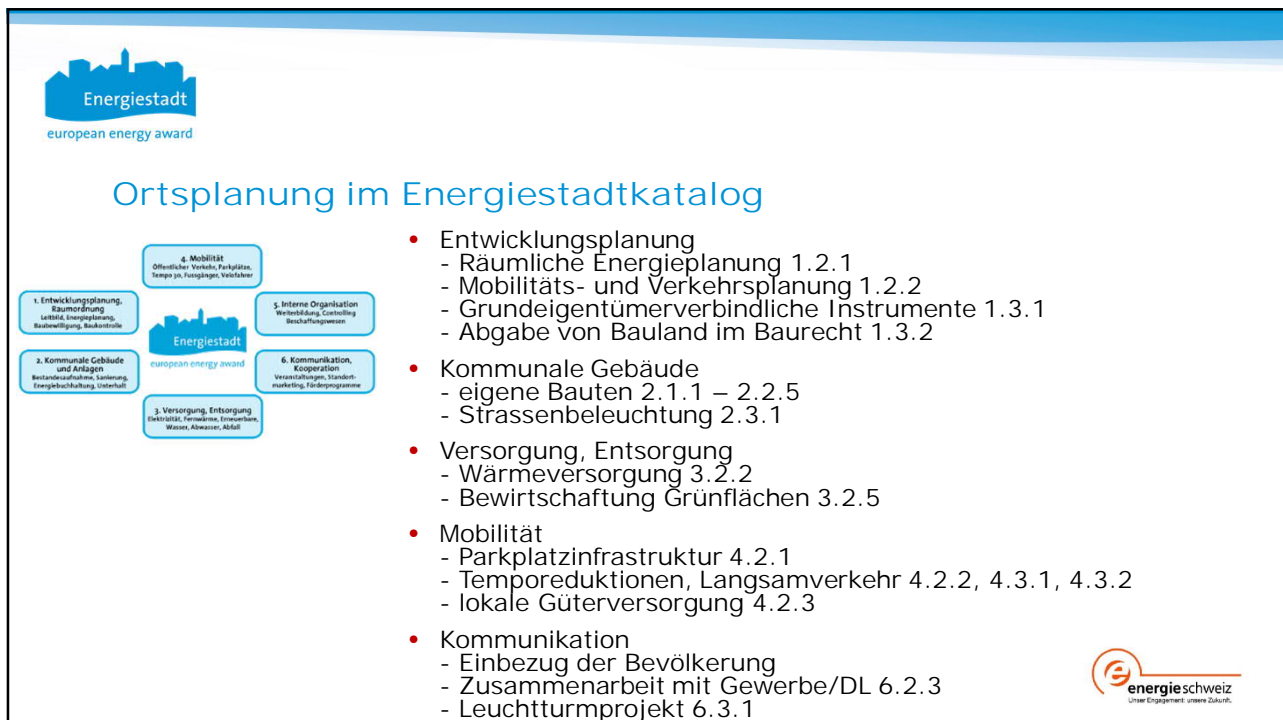 Energiestadt
european energy award
Ortsplanung im Energiestadtkatalog
4. Mobilität
Öffentlicher Verkehr, Parkplätze,
Tempo 30, Fussgänger, Velofahrer
1. Entwicklungsplanung,
Raumordnung
Leitbild, Energieplanung,
Baubewilligung, Baukontrolle
5. Interne Organisation
Weiterbildung, Controlling
Beschaffungswesen
Energiestadt
european energy award
2. Kommunale Gebäude
und Anlagen
Bestandesaufnahme, Sanierung,
Energiebuchhaltung, Unterhalt
6. Kommunikation,
Kooperation
Veranstaltungen, Standort-
marketing, Förderprogramme
3. Versorgung, Entsorgung
Elektrizität, Fernwärme, Erneuerbare,
Wasser, Abwasser, Abfall
• Entwicklungsplanung
- Räumliche Energieplanung 1.2.1
- Mobilitäts- und Verkehrsplanung 1.2.2
- Grundeigentümerverbindliche Instrumente 1.3.1
- Abgabe von Bauland im Baurecht 1.3.2
• Kommunale Gebäude
- eigene Bauten 2.1.1 – 2.2.5
- Strassenbeleuchtung 2.3.1
• Versorgung, Entsorgung
- Wärmeversorgung 3.2.2
- Bewirtschaftung Grünflächen 3.2.5
• Mobilität
- Parkplatzinfrastruktur 4.2.1
- Temporeduktionen, Langsamverkehr 4.2.2, 4.3.1, 4.3.2
- lokale Güterversorgung 4.2.3
• Kommunikation
- Einbezug der Bevölkerung
- Zusammenarbeit mit Gewerbe/DL 6.2.3
- Leuchtturmprojekt 6.3.1
energieschweiz
Unser Engagement: unsere Zukunft.